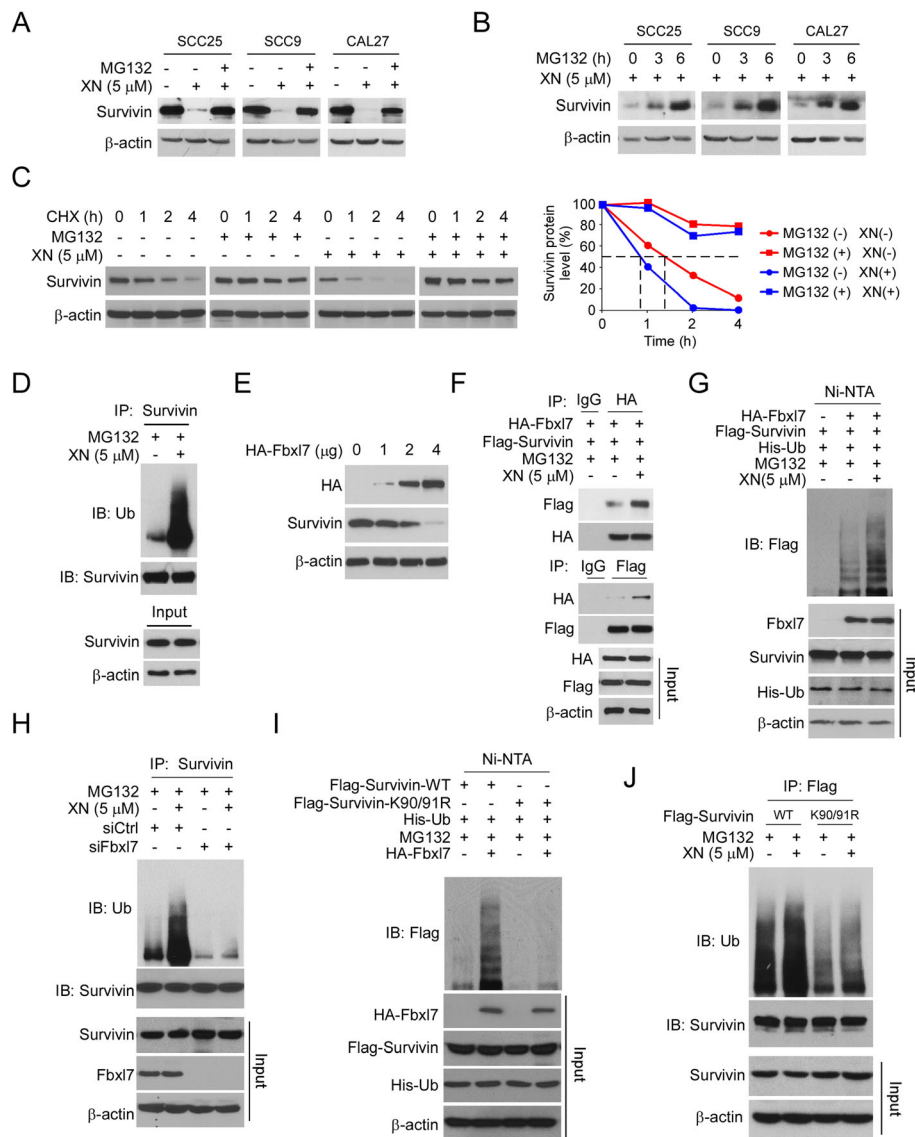 A
SCC25 SCC9 CAL27
MG132 - - + - - + - - +
XN (5 μM) - + + - + + - + +
Survivin
β-actin
B
SCC25 SCC9 CAL27
MG132 (h) 0 3 6 0 3 6 0 3 6
XN (5 μM) + + + + + + + + +
Survivin
β-actin
C
CHX (h) 0 1 2 4 0 1 2 4 0 1 2 4 0 1 2 4
MG132 - - - - + + + + - - - - + + + +
XN (5 μM) - - - - - - - - + + + + + + + +
Survivin
β-actin
Survivin protein
level (%)
100
80
60
40
20
0
0 1 2 4
Time (h)
MG132 (-) XN(-)
MG132 (+) XN(-)
MG132 (-) XN(+)
MG132 (+) XN(+)
D
IP: Survivin
MG132 + +
XN (5 μM) - +
IB: Ub
IB: Survivin
Input
Survivin
β-actin
E
HA-Fbxl7 (μg) 0 1 2 4
HA
Survivin
β-actin
F
IP: IgG HA
HA-Fbxl7 + + +
Flag-Survivin + + +
MG132 + + +
XN (5 μM) - - +
Flag
HA
IP: IgG Flag
HA
Flag
HA
Flag
β-actin
Input
G
Ni-NTA
HA-Fbxl7 - + +
Flag-Survivin + + +
His-Ub + + +
MG132 + + +
XN(5 μM) - - +
IB: Flag
Fbxl7
Survivin
His-Ub
β-actin
Input
H
IP: Survivin
MG132 + + + +
XN (5 μM) - + - +
siCtrl + + - -
siFbxl7 - - + +
IB: Ub
IB: Survivin
Survivin
Fbxl7
β-actin
Input
I
Ni-NTA
Flag-Survivin-WT + + - -
Flag-Survivin-K90/91R - - + +
His-Ub + + + +
MG132 + + + +
HA-Fbxl7 - + - +
IB: Flag
HA-Fbxl7
Flag-Survivin
His-Ub
β-actin
Input
J
IP: Flag
Flag-Survivin WT K90/91R
MG132 + + + +
XN (5 μM) - + - +
IB: Ub
IB: Survivin
Survivin
β-actin
Input